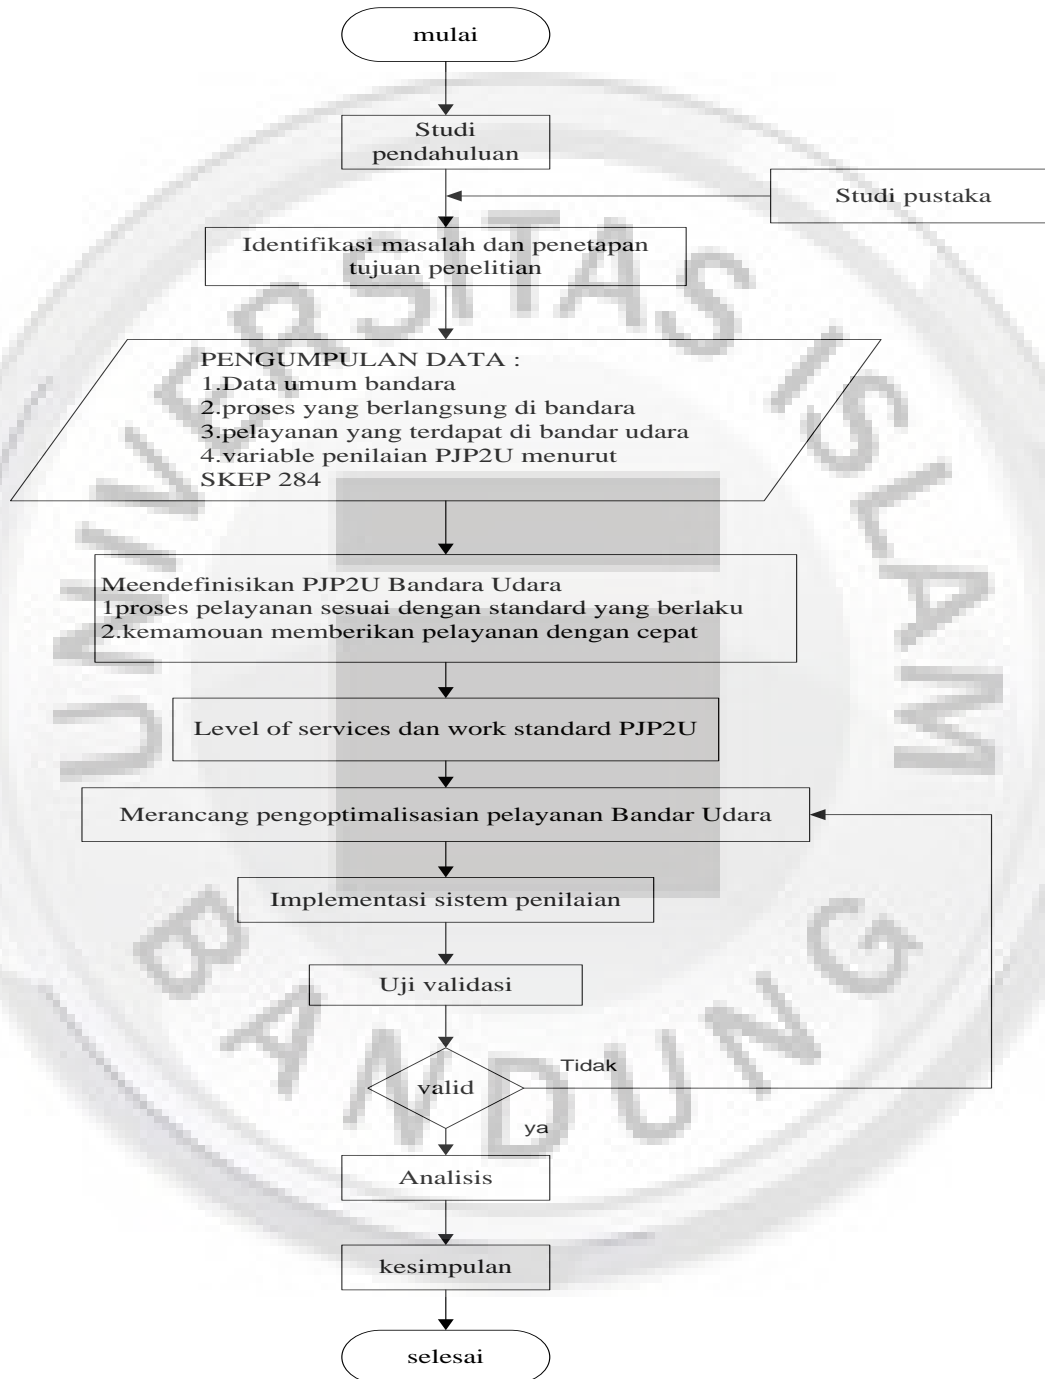 mulai
Studi
pendahuluan
Studi pustaka
Identifikasi masalah dan penetapan
tujuan penelitian
PENGUMPULAN DATA :
1.Data umum bandara
2.proses yang berlangsung di bandara
3.pelayanan yang terdapat di bandar udara
4.variable penilaian PJP2U menurut
SKEP 284
Meendefinisikan PJP2U Bandara Udara
1proses pelayanan sesuai dengan standard yang berlaku
2.kemamouan memberikan pelayanan dengan cepat
Level of services dan work standard PJP2U
Merancang pengoptimalisasian pelayanan Bandar Udara
Implementasi sistem penilaian
Uji validasi
valid
Tidak
ya
Analisis
kesimpulan
selesai
UNIVERSITAS ISLAM
BANDUNG